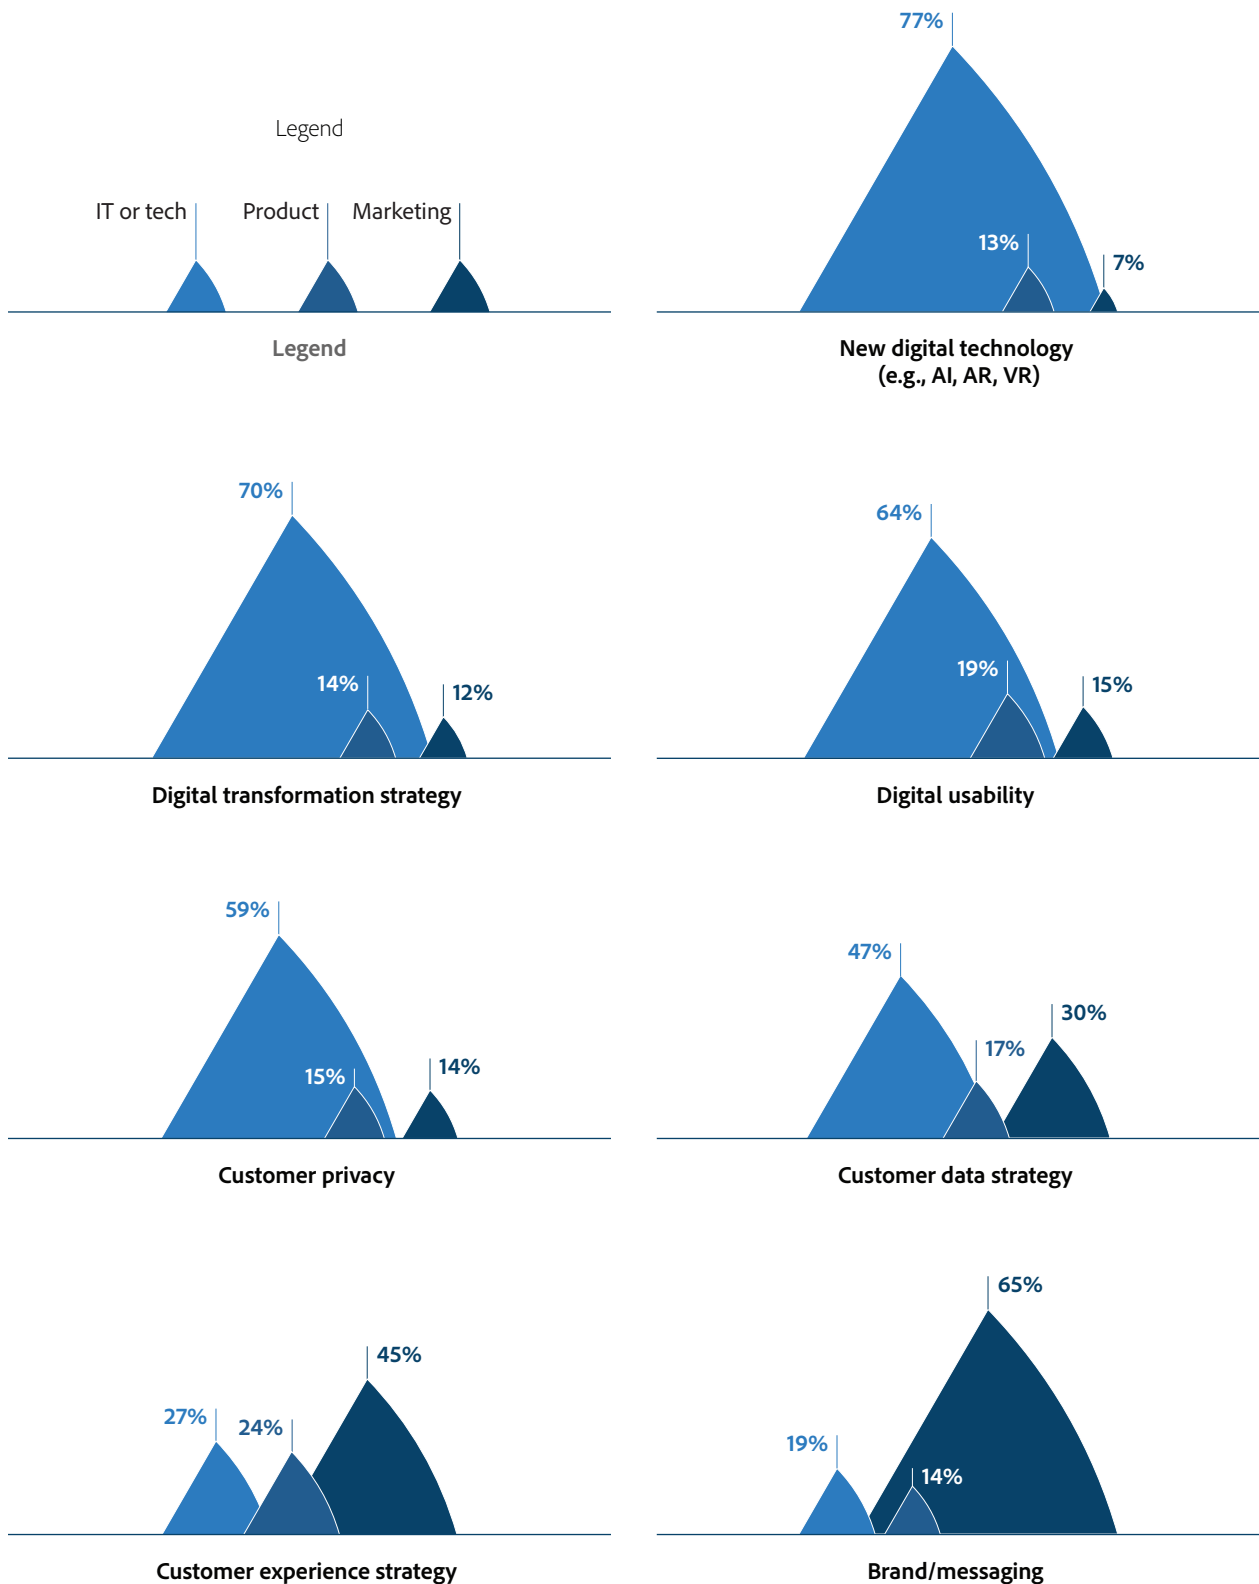 Legend
IT or tech
Product
Marketing
Legend
77%
13%
7%
New digital technology
(e.g., AI, AR, VR)
70%
14%
12%
Digital transformation strategy
64%
19%
15%
Digital usability
59%
15%
14%
Customer privacy
47%
17%
30%
Customer data strategy
27%
24%
45%
Customer experience strategy
19%
14%
65%
Brand/messaging